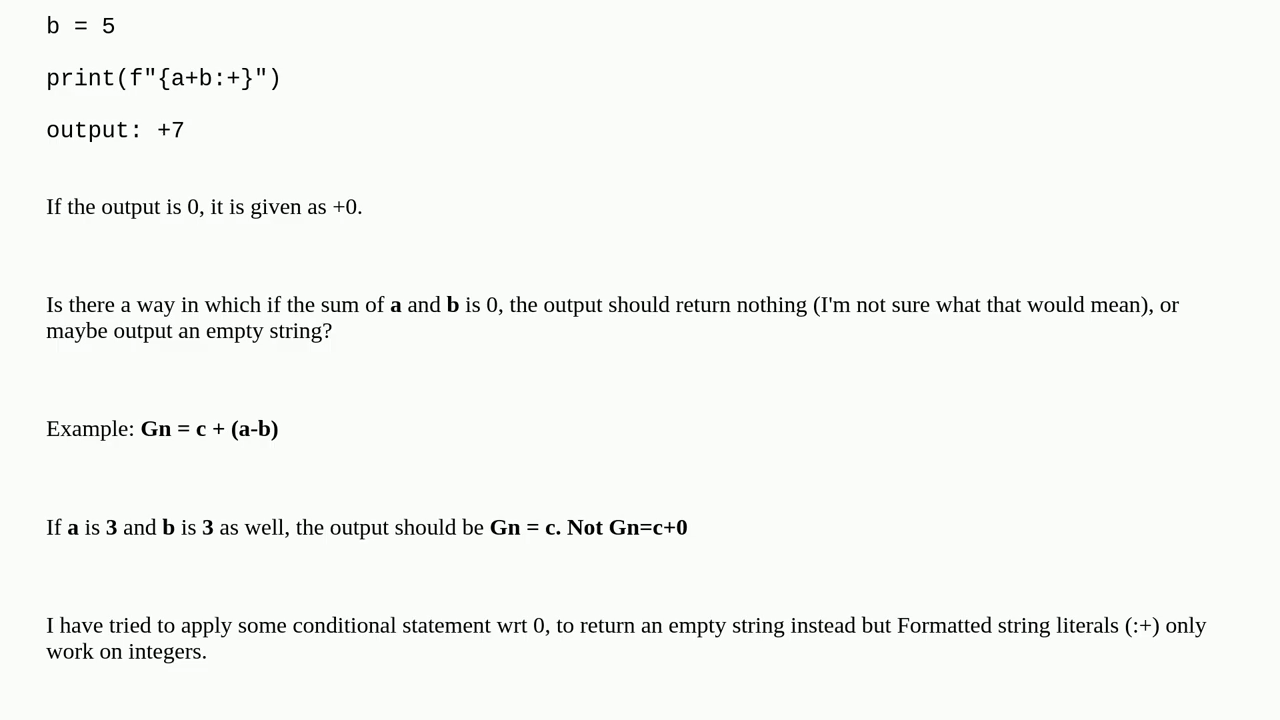 b = 5
print(f"{a+b:+}")
output: +7
If the output is 0, it is given as +0.
Is there a way in which if the sum of a and b is 0, the output should return nothing (I'm not sure what that would mean), or
maybe output an empty string?
Example: Gn = c + (a-b)
If a is 3 and b is 3 as well, the output should be Gn = c. Not Gn=c+0
I have tried to apply some conditional statement wrt 0, to return an empty string instead but Formatted string literals (:+) only
work on integers.